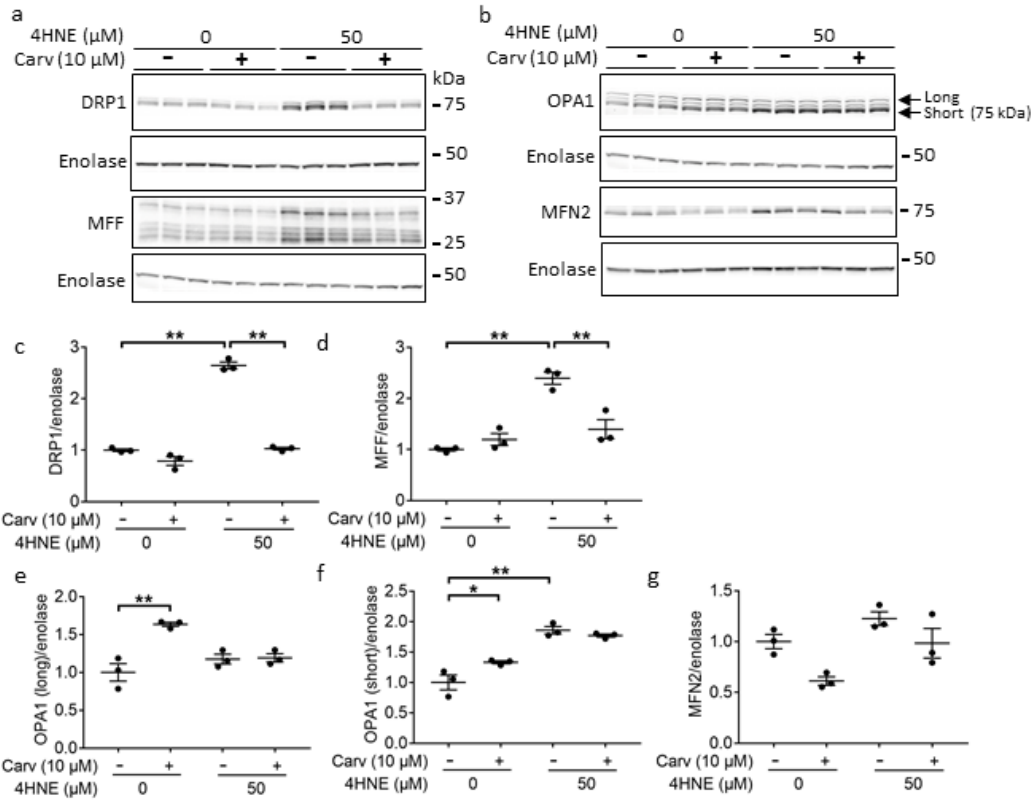 a
4HNE (µM) 0 50
Carv (10 µM) – + – +
kDa
DRP1 – 75
Enolase – 50
– 37
MFF
– 25
Enolase – 50
b
4HNE (µM) 0 50
Carv (10 µM) – + – +
OPA1 Long
Short (75 kDa)
Enolase – 50
MFN2 – 75
Enolase – 50
c
** **
DRP1/enolase
3
2
1
0
Carv (10 µM) - + - +
4HNE (µM) 0 50
d
** **
MFF/enolase
3
2
1
0
Carv (10 µM) - + - +
4HNE (µM) 0 50
e
**
OPA1 (long)/enolase
2.0
1.5
1.0
0.5
0.0
Carv (10 µM) - + - +
4HNE (µM) 0 50
f
**
*
OPA1 (short)/enolase
2.5
2.0
1.5
1.0
0.5
0.0
Carv (10 µM) - + - +
4HNE (µM) 0 50
g
MFN2/enolase
1.5
1.0
0.5
0.0
Carv (10 µM) - + - +
4HNE (µM) 0 50